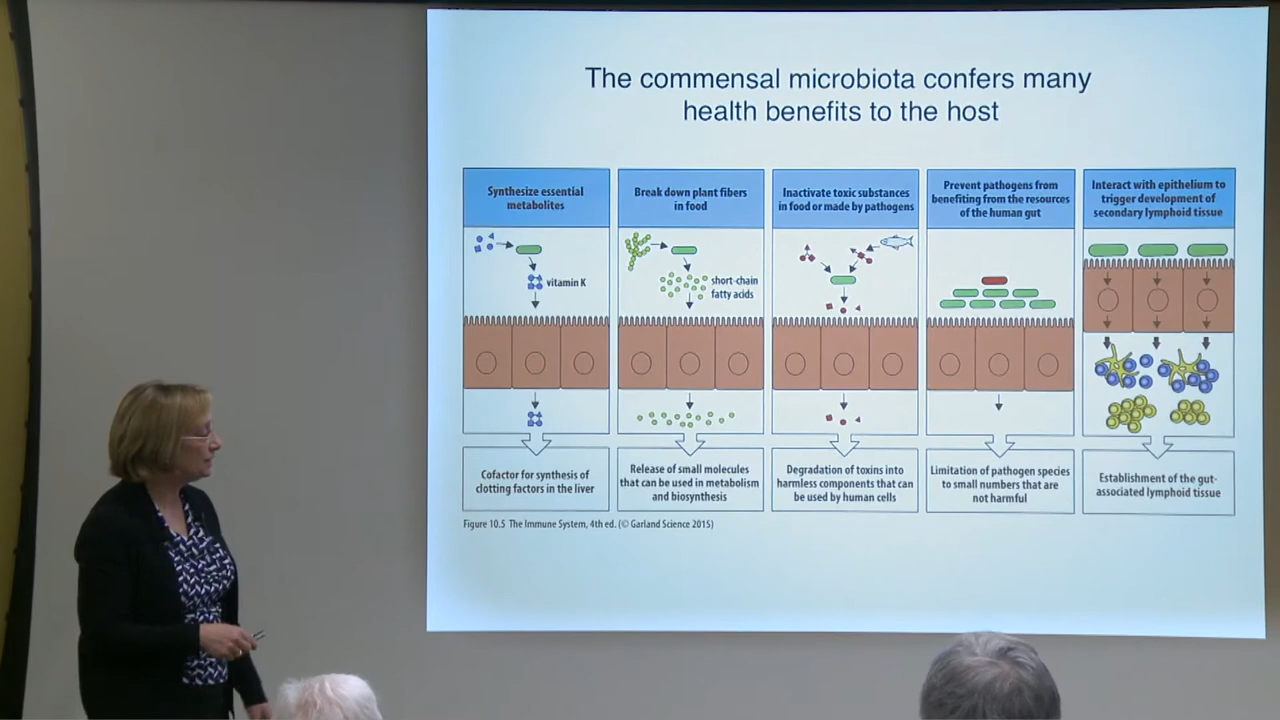 The commensal microbiota confers many
health benefits to the host
Synthesize essential
metabolites
vitamin K
Cofactor for synthesis of
clotting factors in the liver
Break down plant fibers
in food
short-chain
fatty acids
Release of small molecules
that can be used in metabolism
and biosynthesis
Inactivate toxic substances
in food or made by pathogens
Degradation of toxins into
harmless components that can
be used by human cells
Prevent pathogens from
benefiting from the resources
of the human gut
Limitation of pathogen species
to small numbers that are
not harmful
Interact with epithelium to
trigger development of
secondary lymphoid tissue
Establishment of the gut-
associated lymphoid tissue
Figure 10.5 The Immune System, 4th ed. (© Garland Science 2015)